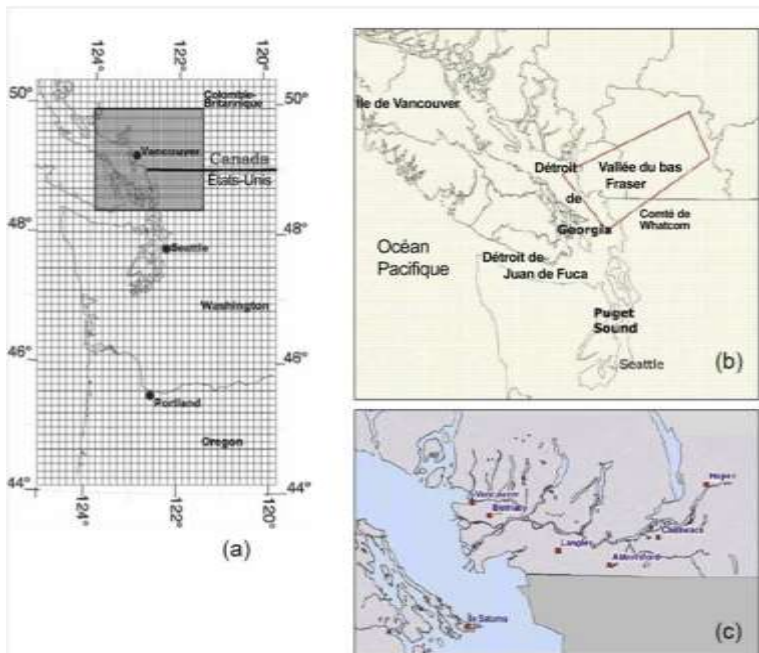 124°
122°
120°
50°
50°
Colombie-
Britannique
Vancouver
Canada
États-Unis
48°
48°
Seattle
Washington
46°
46°
Portland
Oregon
44°
44°
124°
122°
120°
(a)
Île de Vancouver
Détroit
de
Georgia
Vallée du bas
Fraser
Comté de
Whatcom
Océan
Pacifique
Détroit de
Juan de Fuca
Puget
Sound
Seattle
(b)
Hope
Vancouver
Burnaby
Chilliwack
Langley
Abbotsford
Île Saturna
(c)